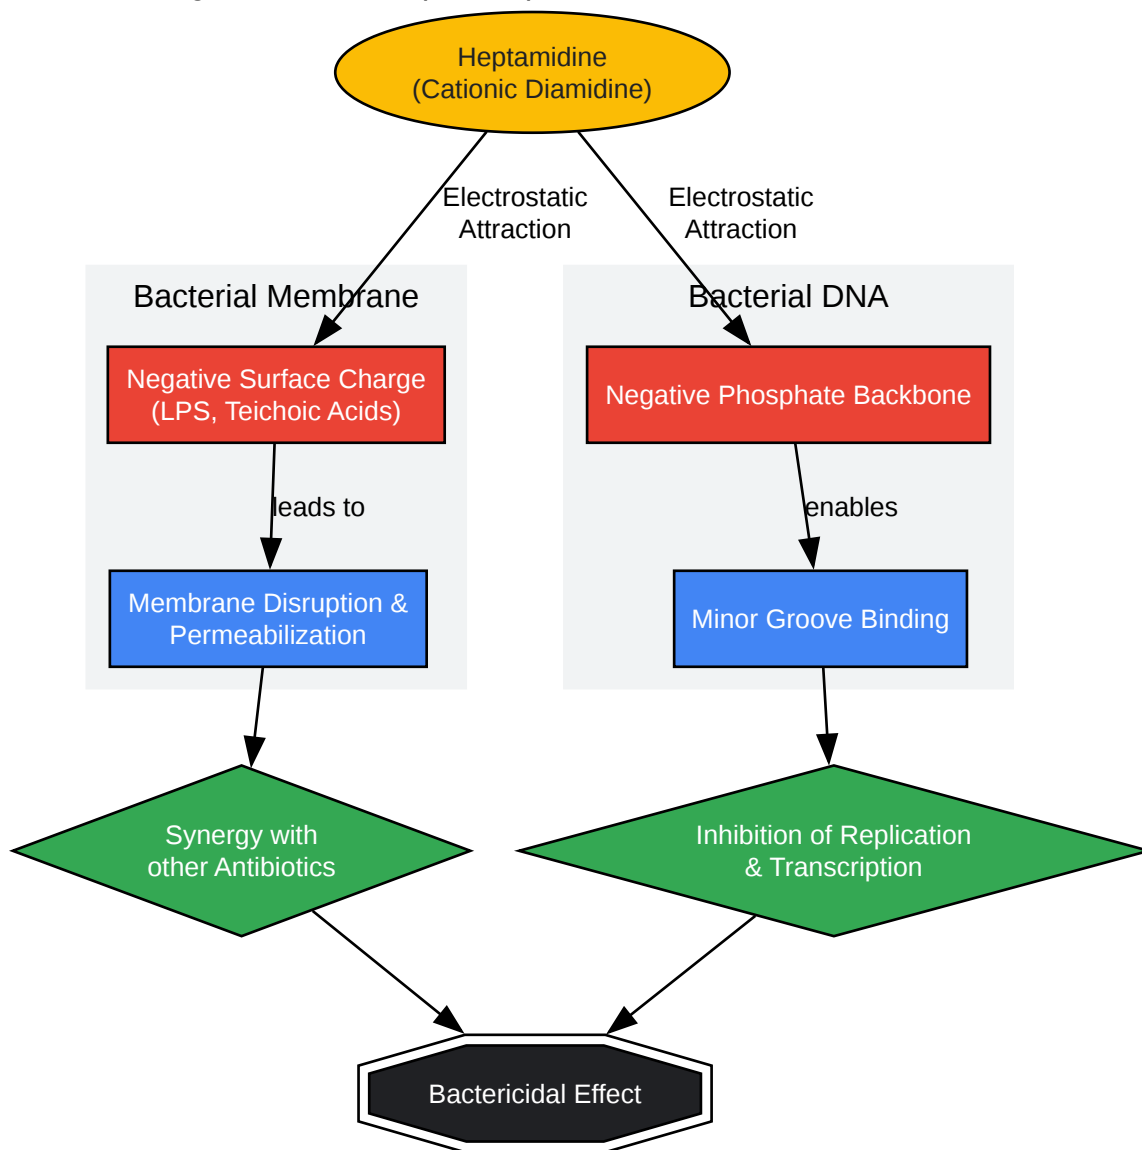 Heptamidine
(Cationic Diamidine)
Electrostatic
Attraction
Electrostatic
Attraction
Bacterial Membrane
Bacterial DNA
Negative Surface Charge
(LPS, Teichoic Acids)
Negative Phosphate Backbone
leads to
enables
Membrane Disruption &
Permeabilization
Minor Groove Binding
Synergy with
other Antibiotics
Inhibition of Replication
& Transcription
Bactericidal Effect